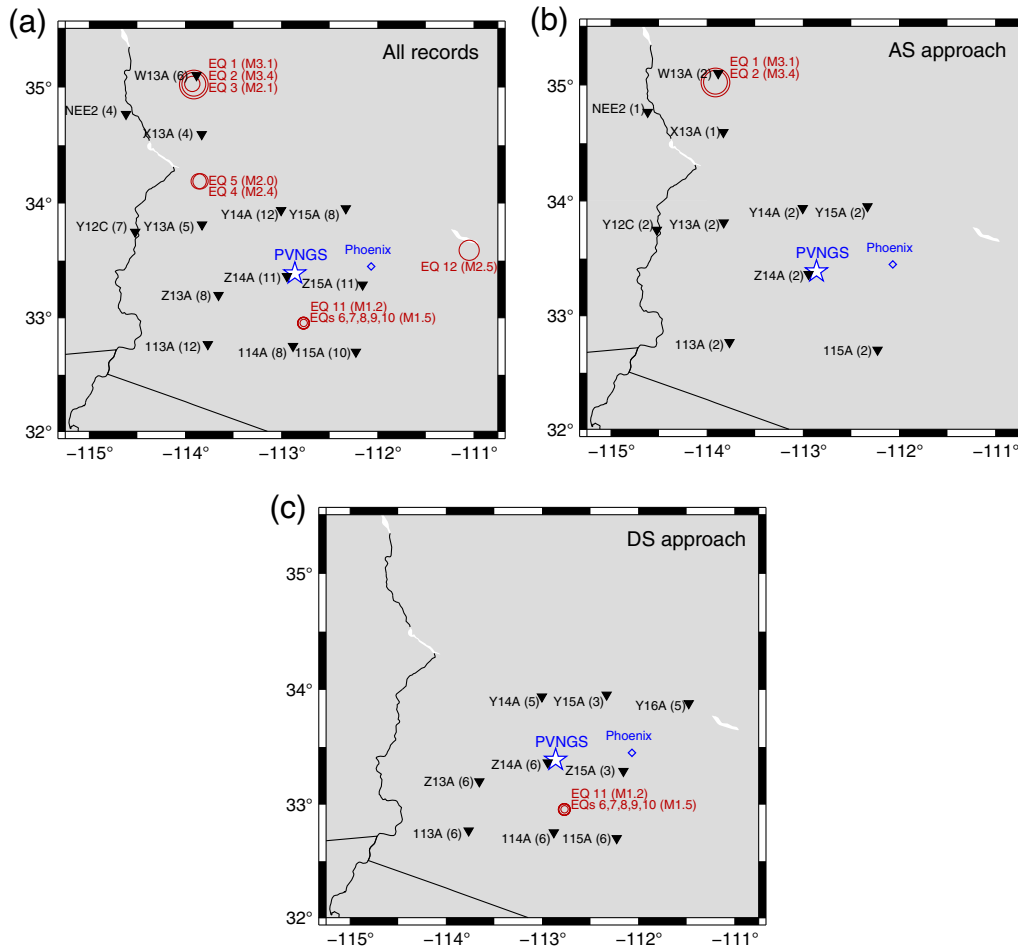 (a)
All records
EQ 1 (M3.1)
W13A (6)
EQ 2 (M3.4)
EQ 3 (M2.1)
NEE2 (4)
X13A (4)
EQ 5 (M2.0)
EQ 4 (M2.4)
Y14A (12)
Y15A (8)
Y12C (7)
Y13A (5)
PVNGS
Phoenix
EQ 12 (M2.5)
Z14A (11)
Z15A (11)
Z13A (8)
EQ 11 (M1.2)
EQs 6,7,8,9,10 (M1.5)
113A (12)
114A (8)
115A (10)
35°
34°
33°
32°
−115°
−114°
−113°
−112°
−111°
(b)
AS approach
EQ 1 (M3.1)
W13A (2)
EQ 2 (M3.4)
NEE2 (1)
X13A (1)
Y14A (2)
Y15A (2)
Y12C (2)
Y13A (2)
PVNGS
Phoenix
Z14A (2)
113A (2)
115A (2)
35°
34°
33°
32°
−115°
−114°
−113°
−112°
−111°
(c)
DS approach
Y14A (5)
Y15A (3)
Y16A (5)
PVNGS
Phoenix
Z14A (6)
Z15A (3)
Z13A (6)
EQ 11 (M1.2)
EQs 6,7,8,9,10 (M1.5)
113A (6)
114A (6)
115A (6)
35°
34°
33°
32°
−115°
−114°
−113°
−112°
−111°